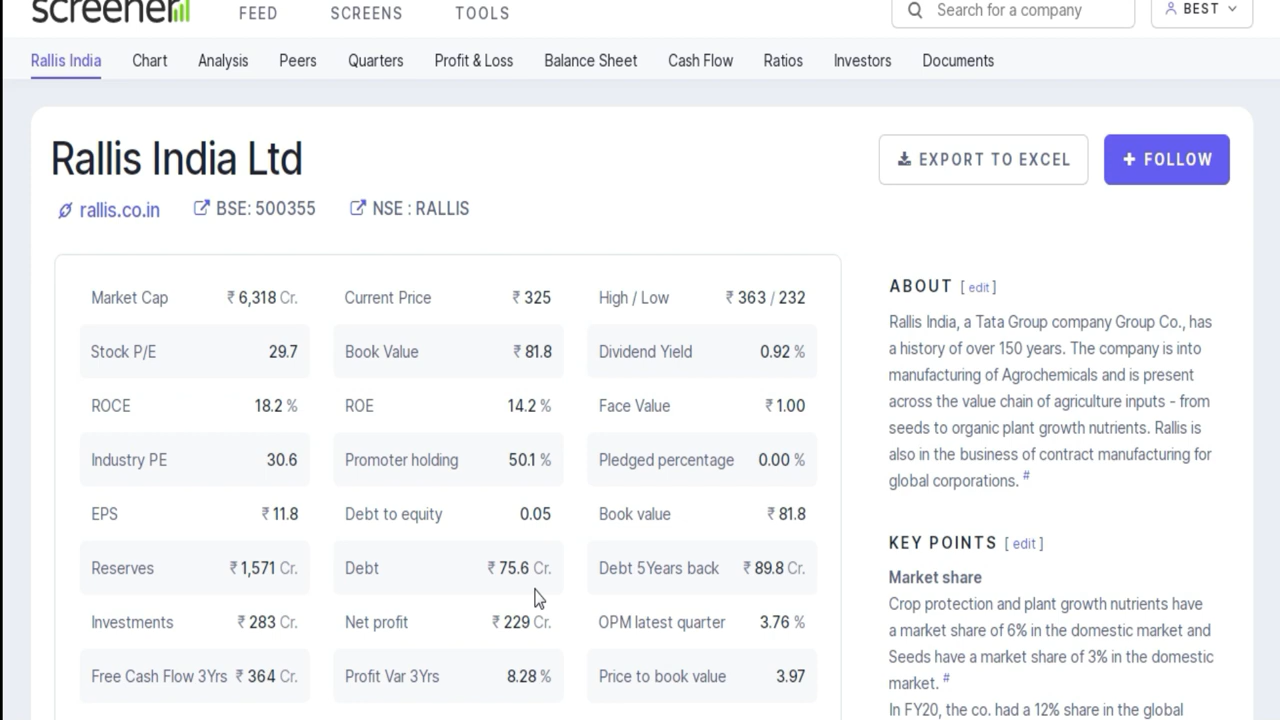 screener
FEED SCREENS TOOLS Search for a company BEST
Rallis India Chart Analysis Peers Quarters Profit & Loss Balance Sheet Cash Flow Ratios Investors Documents
Rallis India Ltd
EXPORT TO EXCEL + FOLLOW
rallis.co.in BSE: 500355 NSE : RALLIS
Market Cap ₹ 6,318 Cr. Current Price ₹ 325 High / Low ₹ 363 / 232
Stock P/E 29.7 Book Value ₹ 81.8 Dividend Yield 0.92 %
ROCE 18.2 % ROE 14.2 % Face Value ₹ 1.00
Industry PE 30.6 Promoter holding 50.1 % Pledged percentage 0.00 %
EPS ₹ 11.8 Debt to equity 0.05 Book value ₹ 81.8
Reserves ₹ 1,571 Cr. Debt ₹ 75.6 Cr. Debt 5Years back ₹ 89.8 Cr.
Investments ₹ 283 Cr. Net profit ₹ 229 Cr. OPM latest quarter 3.76 %
Free Cash Flow 3Yrs ₹ 364 Cr. Profit Var 3Yrs 8.28 % Price to book value 3.97
ABOUT [ edit ]
Rallis India, a Tata Group company Group Co., has
a history of over 150 years. The company is into
manufacturing of Agrochemicals and is present
across the value chain of agriculture inputs - from
seeds to organic plant growth nutrients. Rallis is
also in the business of contract manufacturing for
global corporations. #
KEY POINTS [ edit ]
Market share
Crop protection and plant growth nutrients have
a market share of 6% in the domestic market and
Seeds have a market share of 3% in the domestic
market. #
In FY20, the co. had a 12% share in the global